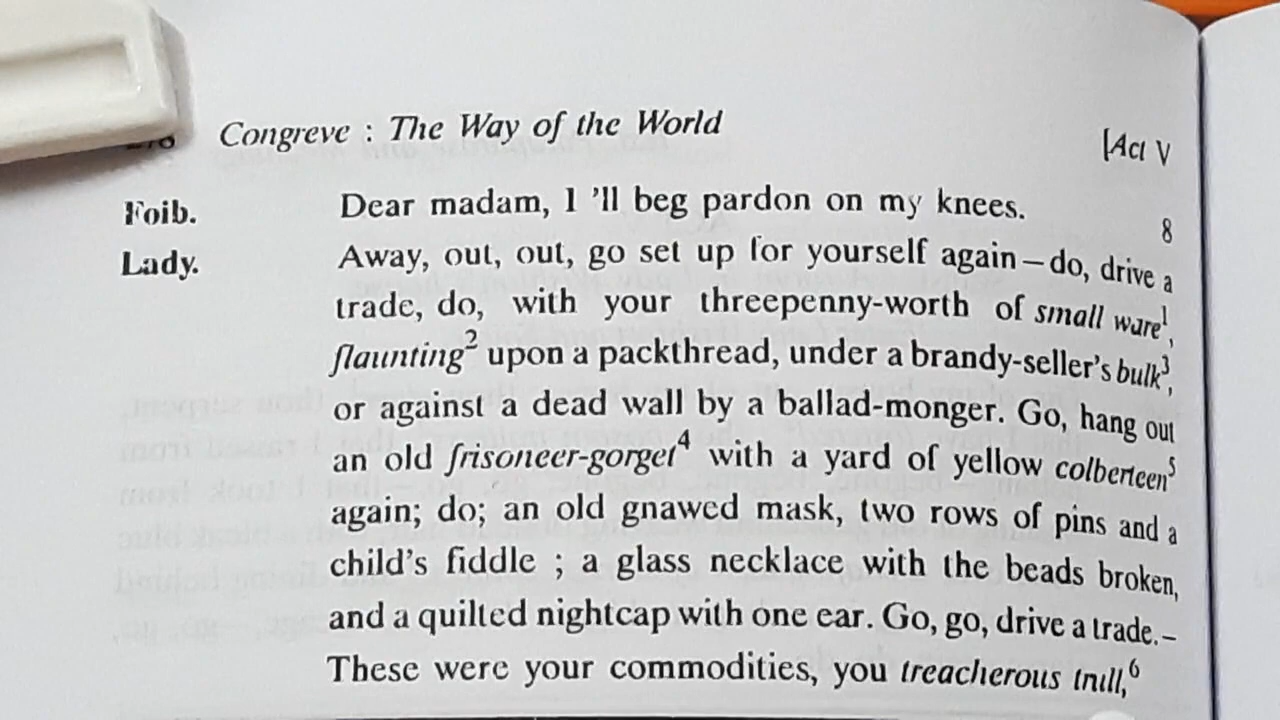 Congreve : The Way of the World [Act V
Foib. Dear madam, I 'll beg pardon on my knees. 8
Lady. Away, out, out, go set up for yourself again – do, drive a
trade, do, with your threepenny-worth of small ware¹,
flaunting² upon a packthread, under a brandy-seller's bulk³,
or against a dead wall by a ballad-monger. Go, hang out
an old frisoneer-gorget⁴ with a yard of yellow colberteen⁵
again; do; an old gnawed mask, two rows of pins and a
child's fiddle ; a glass necklace with the beads broken,
and a quilted nightcap with one ear. Go, go, drive a trade.–
These were your commodities, you treacherous trull,⁶